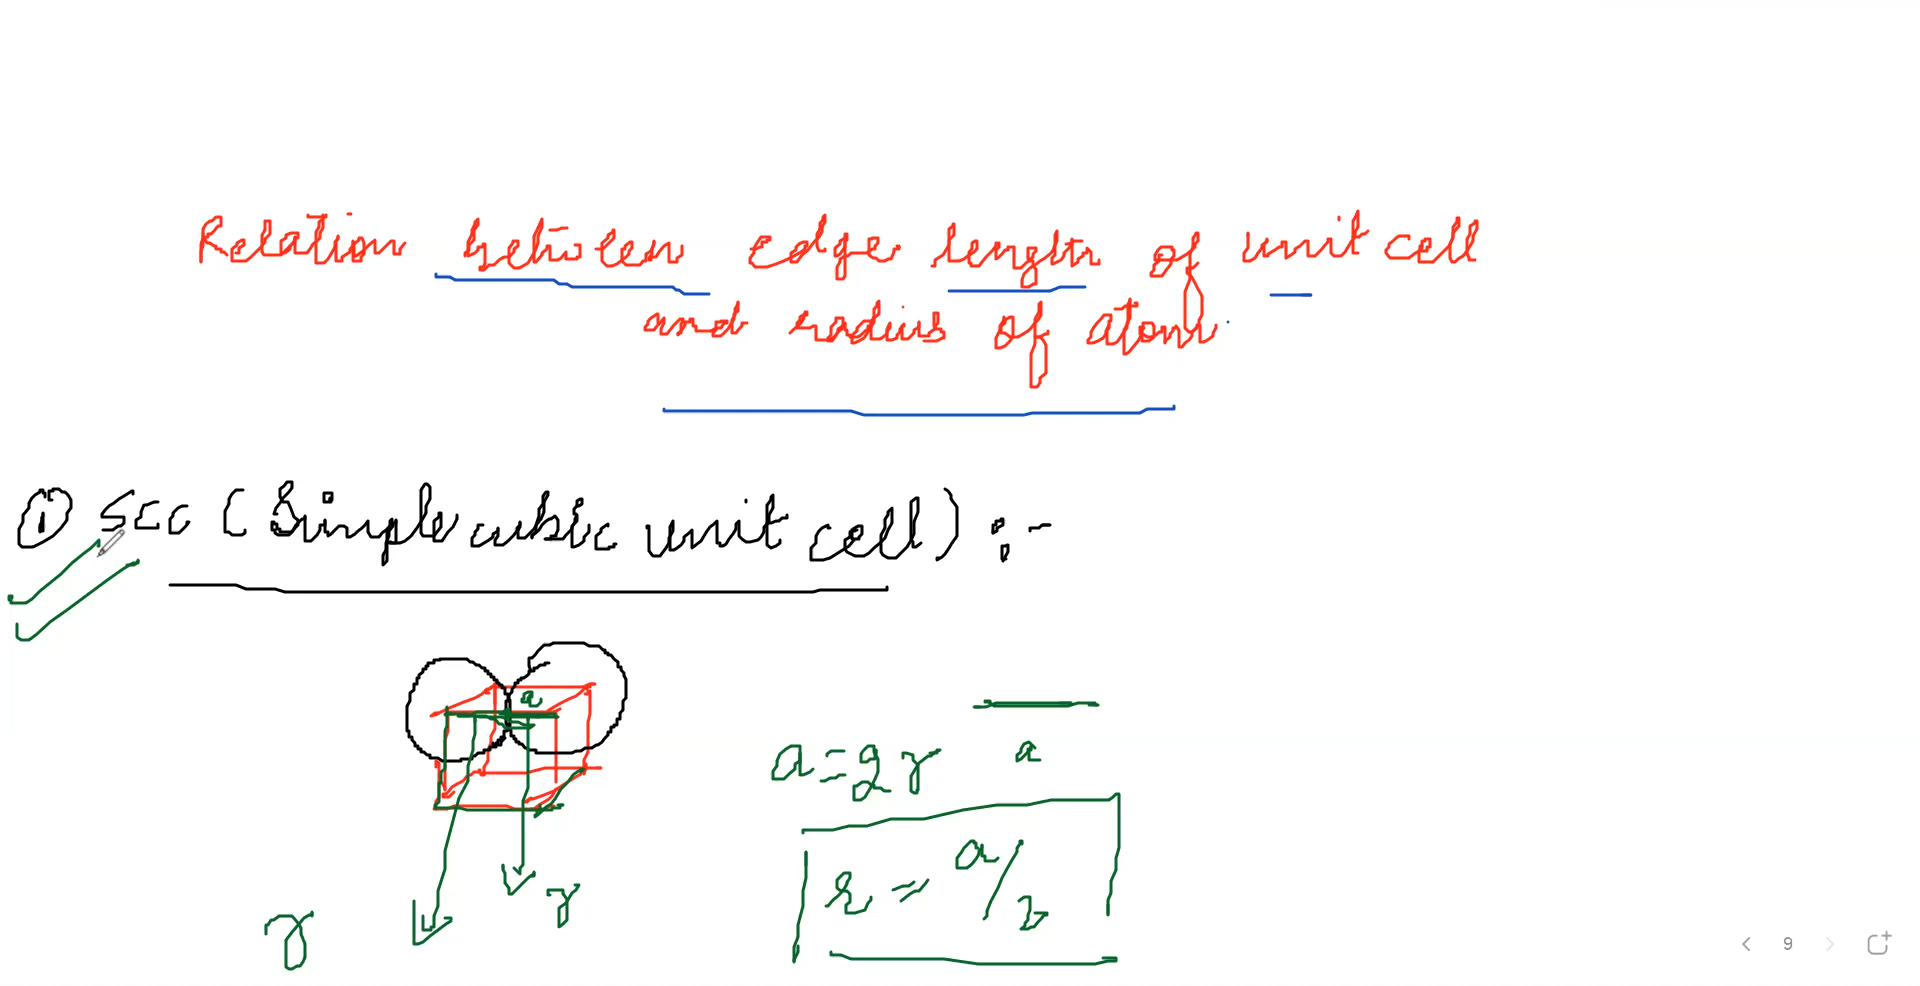 Relation between edge length of unit cell
and radius of atom
① SCC (Simple cubic unit cell) :-
a
a = 2r
a
r = a/2
r
r
9